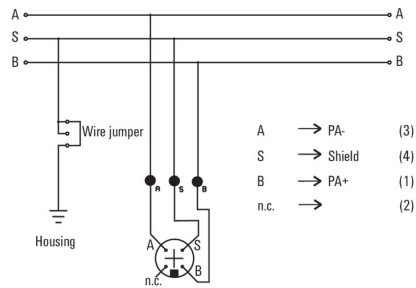 A A
S S
B B
Wire jumper
A → PA- (3)
S → Shield (4)
B → PA+ (1)
n.c. → (2)
A S B
Housing
A S
B
n.c.